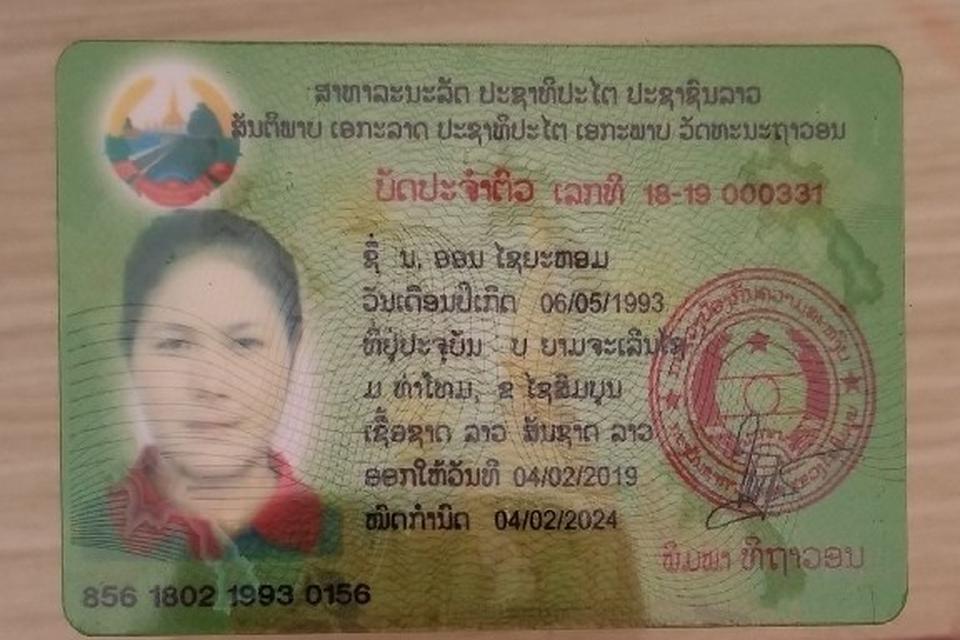 ສາທາລະນະລັດ ປະຊາທິປະໄຕ ປະຊາຊົນລາວ
ສັນຕິພາບ ເອກະລາດ ປະຊາທິປະໄຕ ເອກະພາບ ວັດທະນະຖາວອນ
ບັດປະຈຳຕົວ ເລກທີ 18-19 000331
ຊື່ ນ. ອອນ ໄຊຍະຫອມ
ວັນເດືອນປີເກີດ 06/05/1993
ທີ່ຢູ່ປະຈຸບັນ ບ ຍາມຈະເລີນໄຊ
ມ ທ່າໂທມ, ຂ ໄຊສົມບູນ
ເຊື້ອຊາດ ລາວ ສັນຊາດ ລາວ
ອອກໃຫ້ວັນທີ 04/02/2019
ໝົດກຳນົດ 04/02/2024
ພິມພາ ທິຖາວອນ
856 1802 1993 0156